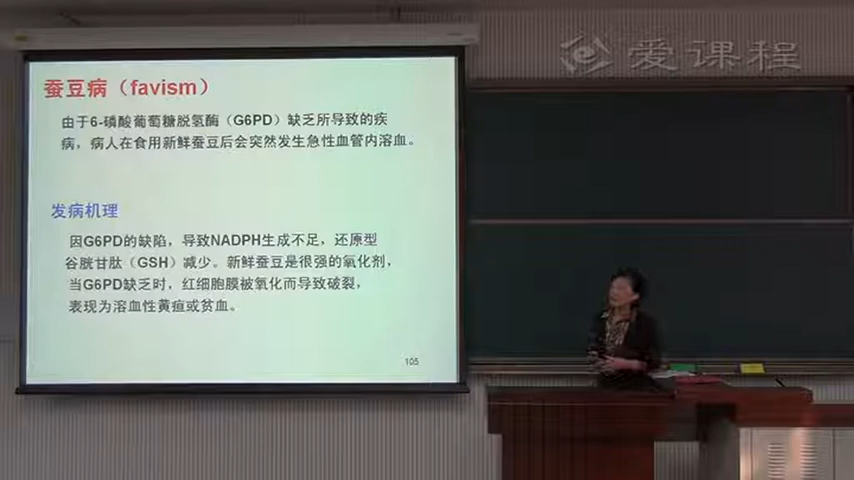 爱课程
蚕豆病（favism）
由于6-磷酸葡萄糖脱氢酶（G6PD）缺乏所导致的疾
病，病人在食用新鲜蚕豆后会突然发生急性血管内溶血。
发病机理
因G6PD的缺陷，导致NADPH生成不足，还原型
谷胱甘肽（GSH）减少。新鲜蚕豆是很强的氧化剂，
当G6PD缺乏时，红细胞膜被氧化而导致破裂，
表现为溶血性黄疸或贫血。
105